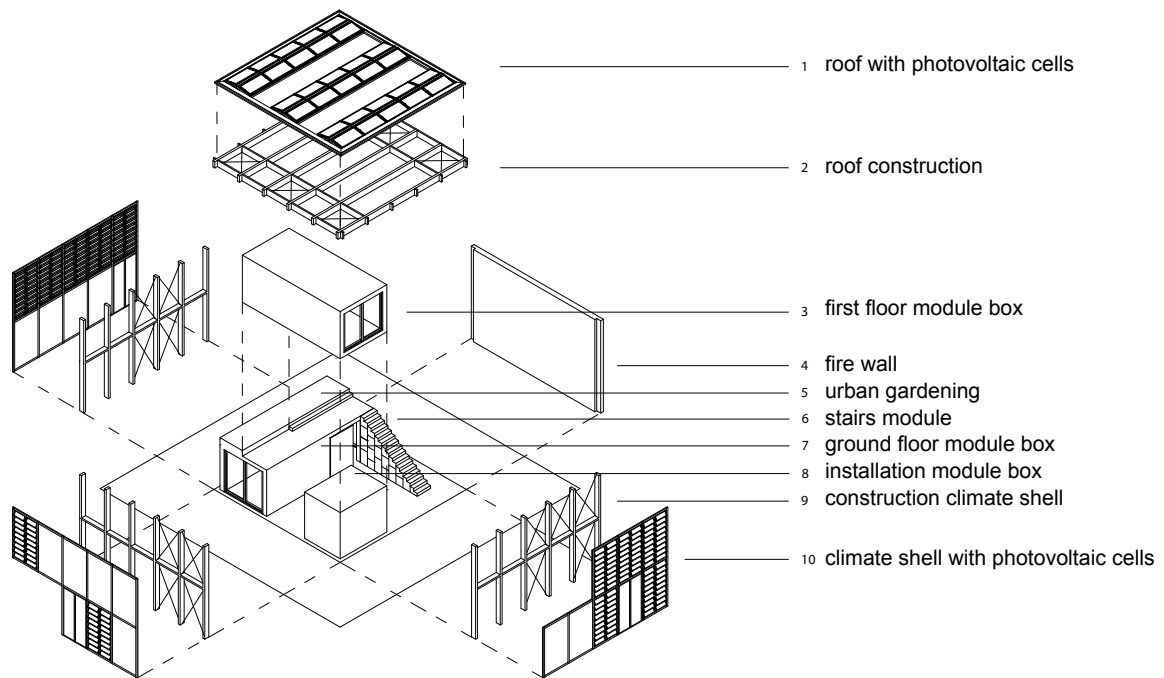 1 roof with photovoltaic cells
2 roof construction
3 first floor module box
4 fire wall
5 urban gardening
6 stairs module
7 ground floor module box
8 installation module box
9 construction climate shell
10 climate shell with photovoltaic cells